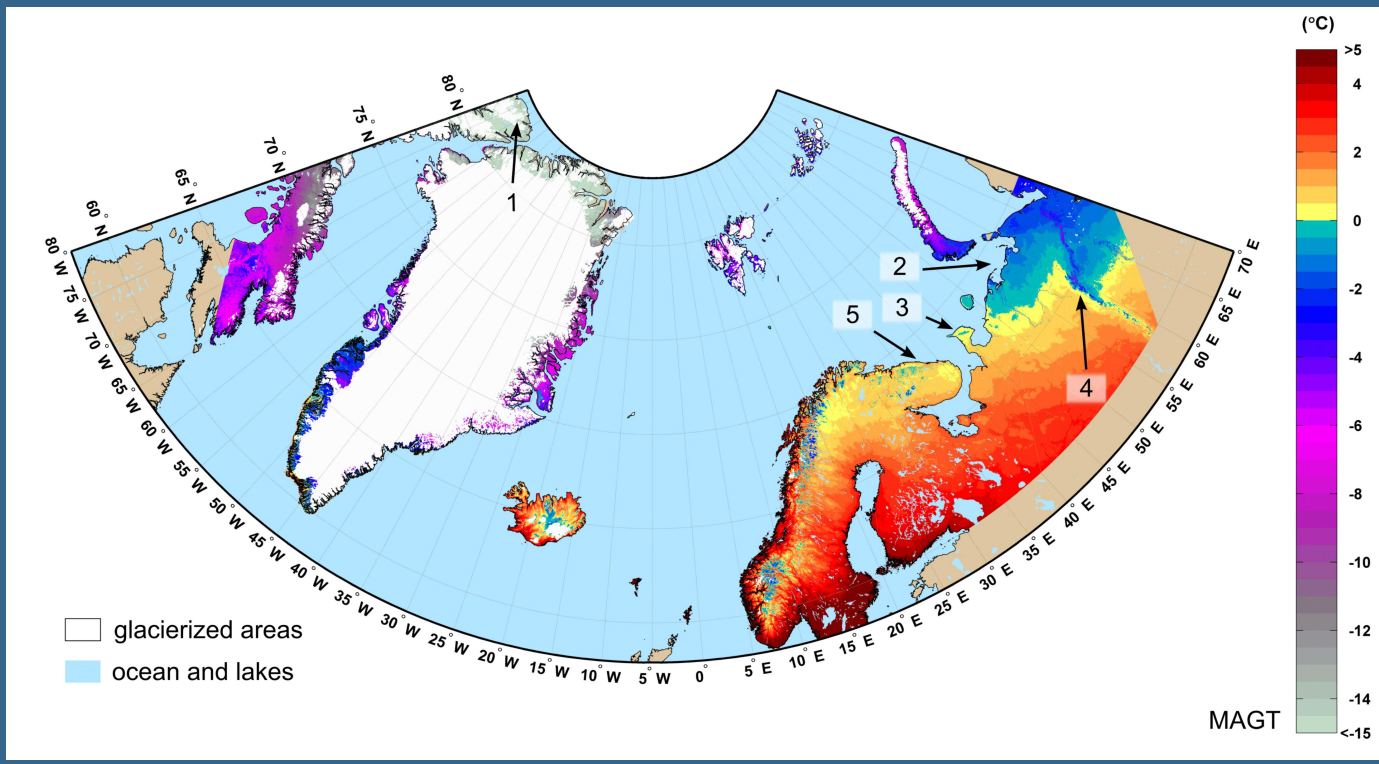 (°C)
>5
4
2
0
-2
-4
-6
-8
-10
-12
-14
<-15
MAGT
80° N
75° N
70° N
65° N
60° N
80° W
75° W
70° W
65° W
60° W
55° W
50° W
45° W
40° W
35° W
30° W
25° W
20° W
15° W
10° W
5° W
0°
5° E
10° E
15° E
20° E
25° E
30° E
35° E
40° E
45° E
50° E
55° E
60° E
65° E
70° E
1
2
3
5
4
glacierized areas
ocean and lakes